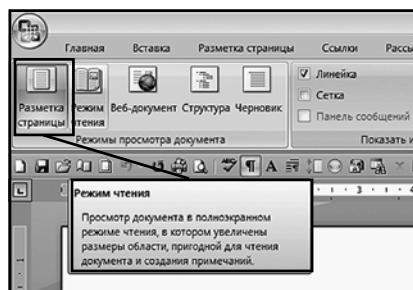 Главная Вставка Разметка страницы Ссылки Рассы
Разметка страницы
Режим чтения
Веб-документ Структура Черновик
Режимы просмотра документа
Линейка
Сетка
Панель сообщений
Показать и
Режим чтения
Просмотр документа в полноэкранном
режиме чтения, в котором увеличены
размеры области, пригодной для чтения
документа и создания примечаний.